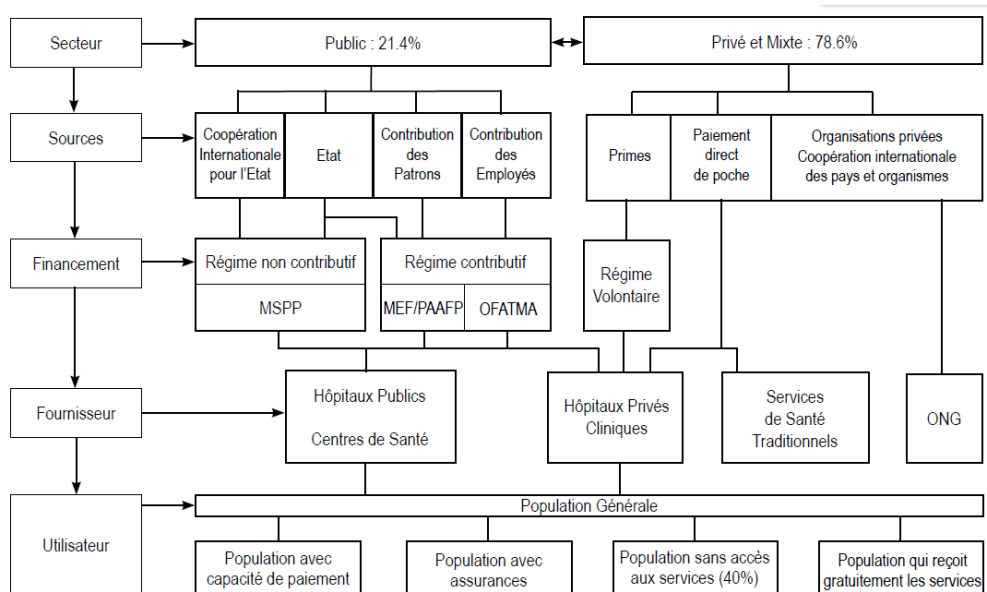 Secteur
Public : 21.4%
Privé et Mixte : 78.6%
Sources
Coopération
Internationale
pour l'Etat
Etat
Contribution
des
Patrons
Contribution
des
Employés
Primes
Paiement
direct
de poche
Organisations privées
Coopération internationale
des pays et organismes
Financement
Régime non contributif
MSPP
Régime contributif
MEF/PAAFP
OFATMA
Régime
Volontaire
Fournisseur
Hôpitaux Publics
Centres de Santé
Hôpitaux Privés
Cliniques
Services
de Santé
Traditionnels
ONG
Utilisateur
Population Générale
Population avec
capacité de paiement
Population avec
assurances
Population sans accès
aux services (40%)
Population qui reçoit
gratuitement les services